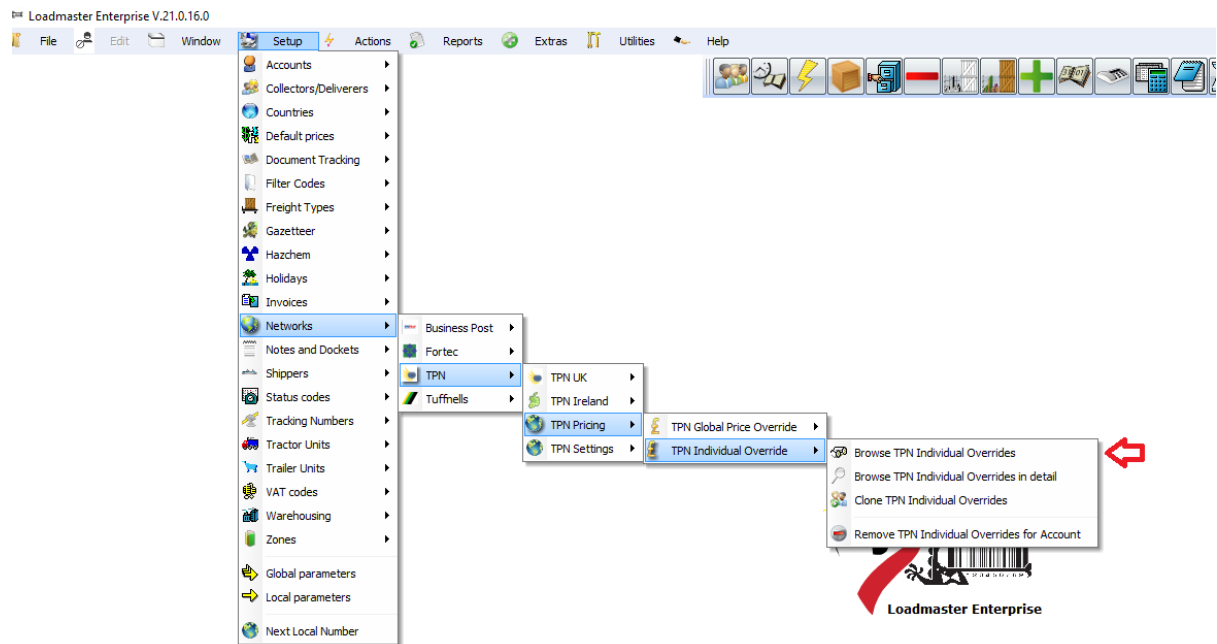 Loadmaster Enterprise V.21.0.16.0
File Edit Window Setup Actions Reports Extras Utilities Help
Accounts
Collectors/Deliverers
Countries
Default prices
Document Tracking
Filter Codes
Freight Types
Gazetteer
Hazchem
Holidays
Invoices
Networks
Notes and Dockets
Shippers
Status codes
Tracking Numbers
Tractor Units
Trailer Units
VAT codes
Warehousing
Zones
Global parameters
Local parameters
Next Local Number
Business Post
Fortec
TPN
Tuffnells
TPN UK
TPN Ireland
TPN Pricing
TPN Settings
TPN Global Price Override
TPN Individual Override
Browse TPN Individual Overrides
Browse TPN Individual Overrides in detail
Clone TPN Individual Overrides
Remove TPN Individual Overrides for Account
Loadmaster Enterprise